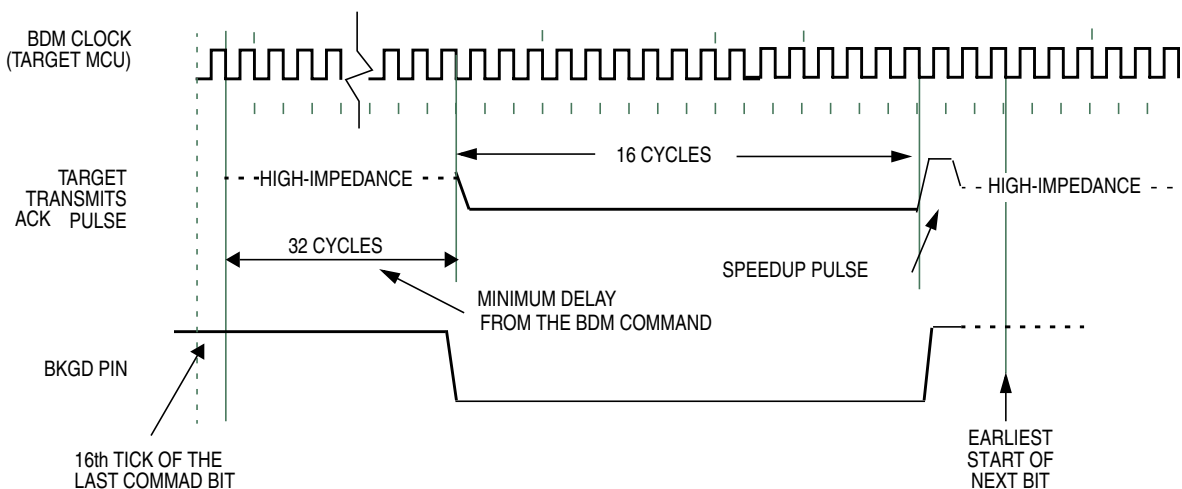 BDM CLOCK
(TARGET MCU)
16 CYCLES
TARGET
TRANSMITS
ACK PULSE
HIGH-IMPEDANCE
HIGH-IMPEDANCE
32 CYCLES
SPEEDUP PULSE
MINIMUM DELAY
FROM THE BDM COMMAND
BKGD PIN
16th TICK OF THE
LAST COMMAD BIT
EARLIEST
START OF
NEXT BIT